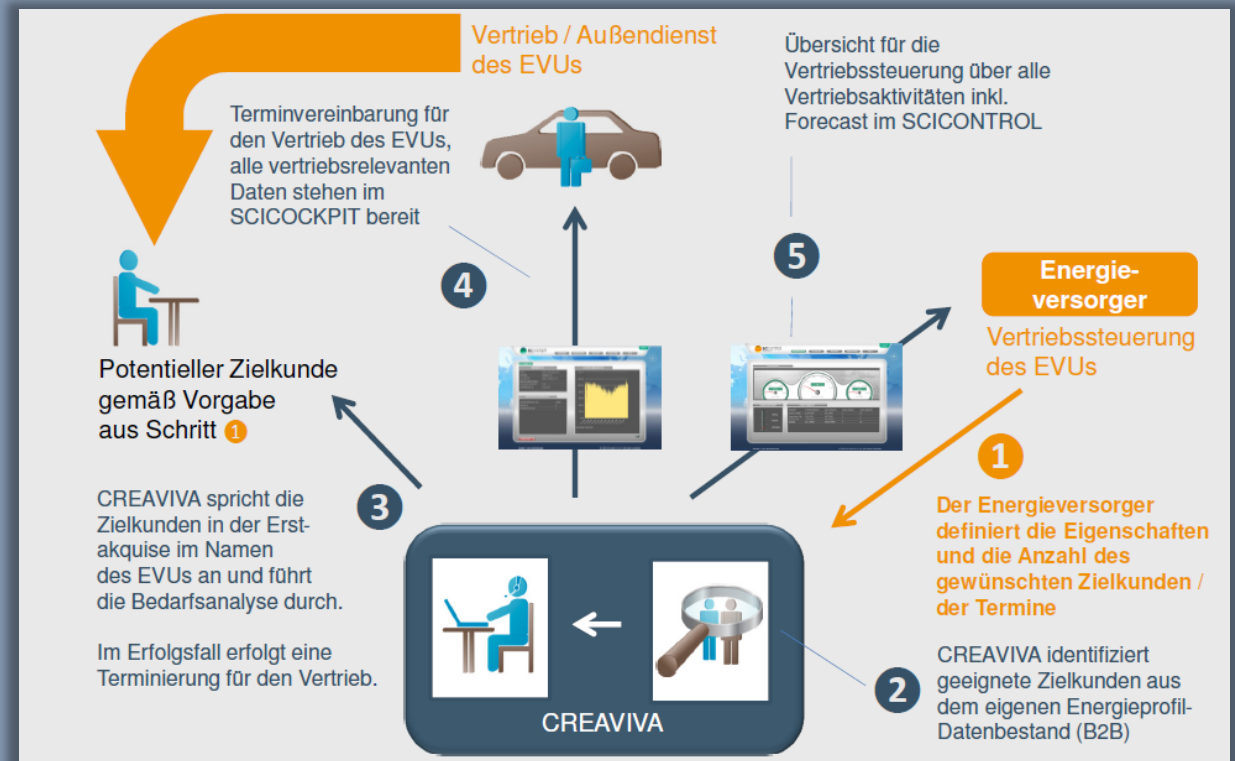 Vertrieb / Außendienst
des EVUs
Übersicht für die
Vertriebssteuerung über alle
Vertriebsaktivitäten inkl.
Forecast im SCICONTROL
Terminvereinbarung für
den Vertrieb des EVUs,
alle vertriebsrelevanten
Daten stehen im
SCICOCKPIT bereit
4
5
Energie-
versorger
Vertriebssteuerung
des EVUs
Potentieller Zielkunde
gemäß Vorgabe
aus Schritt 1
1
Der Energieversorger
definiert die Eigenschaften
und die Anzahl des
gewünschten Zielkunden /
der Termine
3
CREAVIVA spricht die
Zielkunden in der Erst-
akquise im Namen
des EVUs an und führt
die Bedarfsanalyse durch.
Im Erfolgsfall erfolgt eine
Terminierung für den Vertrieb.
CREAVIVA
2
CREAVIVA identifiziert
geeignete Zielkunden aus
dem eigenen Energieprofil-
Datenbestand (B2B)